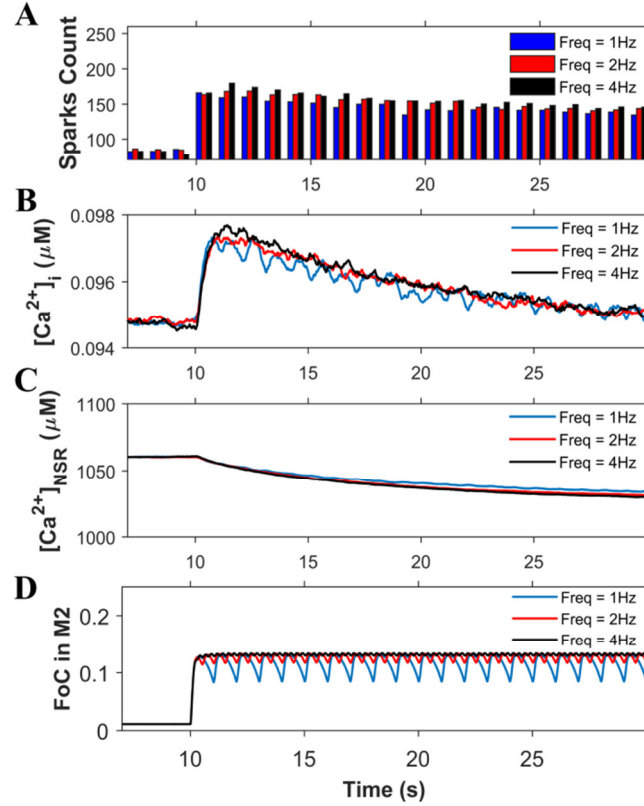 A
Sparks Count
250
200
150
100
Freq = 1Hz
Freq = 2Hz
Freq = 4Hz
10 15 20 25
B
[Ca²⁺]ᵢ (μM)
0.098
0.096
0.094
Freq = 1Hz
Freq = 2Hz
Freq = 4Hz
10 15 20 25
C
[Ca²⁺]NSR (μM)
1100
1050
1000
Freq = 1Hz
Freq = 2Hz
Freq = 4Hz
10 15 20 25
D
FoC in M2
0.2
0.1
0
Freq = 1Hz
Freq = 2Hz
Freq = 4Hz
10 15 20 25
Time (s)